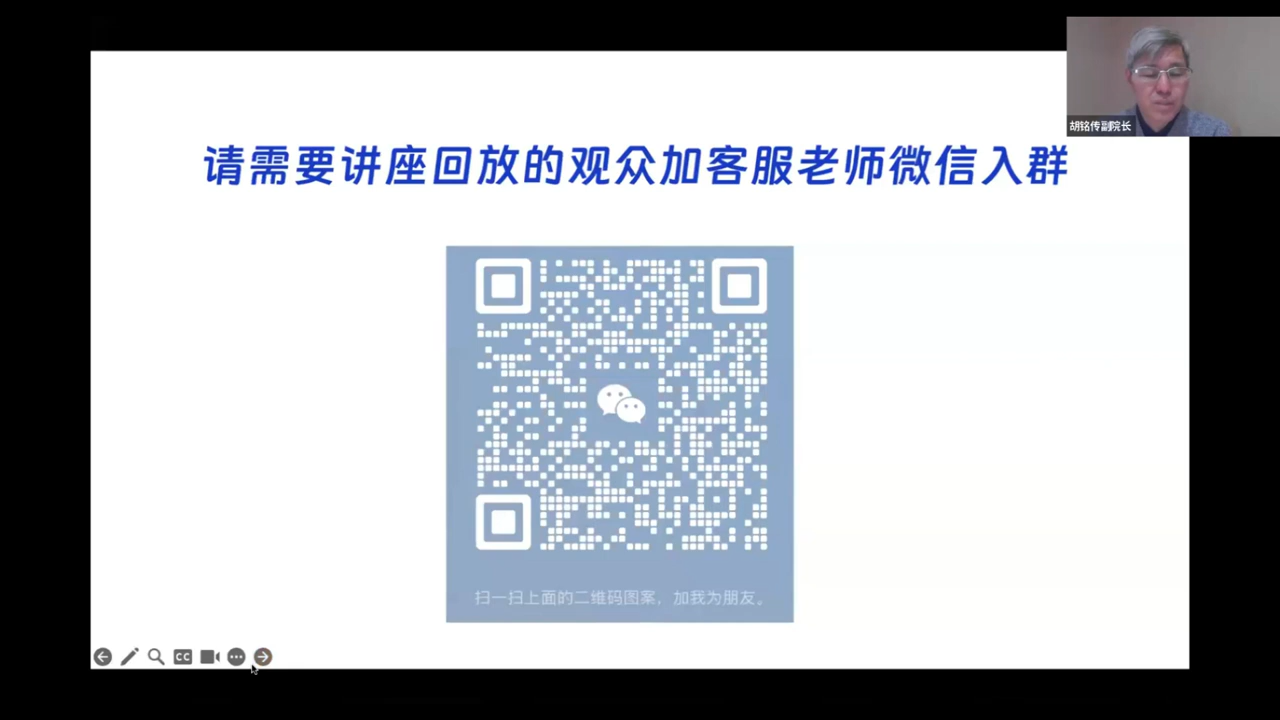 请需要讲座回放的观众加客服老师微信入群
胡铭传副院长
扫一扫上面的二维码图案，加我为朋友。
CC